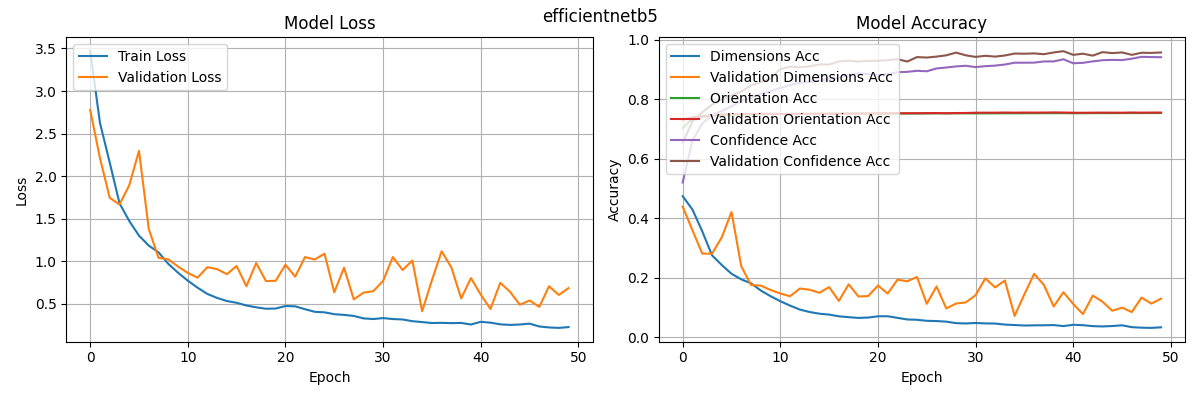 efficientnetb5
Model Loss
Model Accuracy
3.5
3.0
2.5
2.0
1.5
1.0
0.5
Loss
Train Loss
Validation Loss
0
10
20
30
40
50
Epoch
1.0
0.8
0.6
0.4
0.2
0.0
Accuracy
Dimensions Acc
Validation Dimensions Acc
Orientation Acc
Validation Orientation Acc
Confidence Acc
Validation Confidence Acc
0
10
20
30
40
50
Epoch